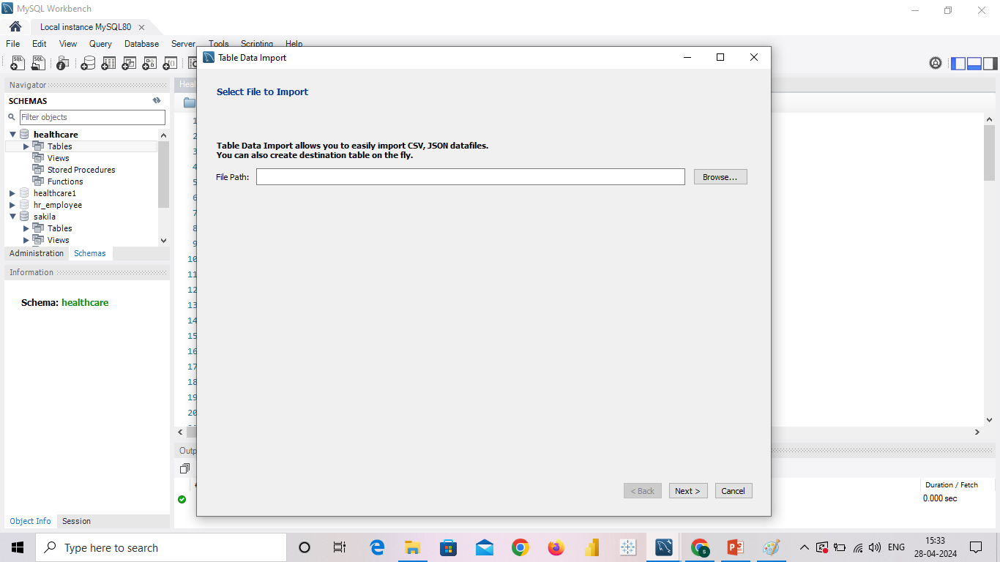 MySQL Workbench
Local instance MySQL80
File Edit View Query Database Server Tools Scripting Help
Table Data Import
Navigator
SCHEMAS
Filter objects
healthcare
Tables
Views
Stored Procedures
Functions
healthcare1
hr_employee
sakila
Tables
Views
Administration Schemas
Information
Schema: healthcare
Object Info Session
Heal
1
2
3
4
5
6
7
8
9
10
11
12
13
14
15
16
17
18
19
20
Outp
Select File to Import
Table Data Import allows you to easily import CSV, JSON datafiles.
You can also create destination table on the fly.
File Path: Browse...
< Back Next > Cancel
Duration / Fetch
0.000 sec
Type here to search
ENG
15:33
28-04-2024